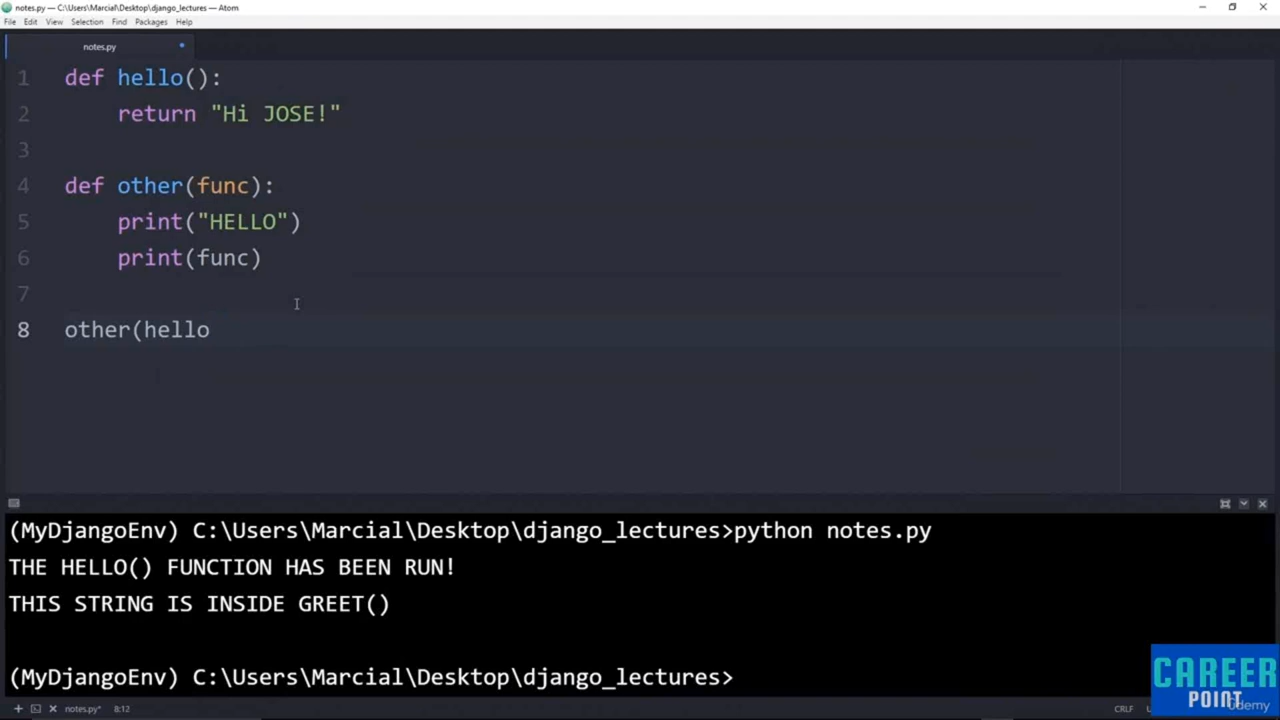 notes.py — C:\Users\Marcial\Desktop\django_lectures — Atom
File Edit View Selection Find Packages Help
notes.py
1 def hello():
2     return "Hi JOSE!"
3
4 def other(func):
5     print("HELLO")
6     print(func)
7
8 other(hello
(MyDjangoEnv) C:\Users\Marcial\Desktop\django_lectures>python notes.py
THE HELLO() FUNCTION HAS BEEN RUN!
THIS STRING IS INSIDE GREET()
(MyDjangoEnv) C:\Users\Marcial\Desktop\django_lectures>
notes.py* 8:12 CRLF
CAREER
POINT
Udemy